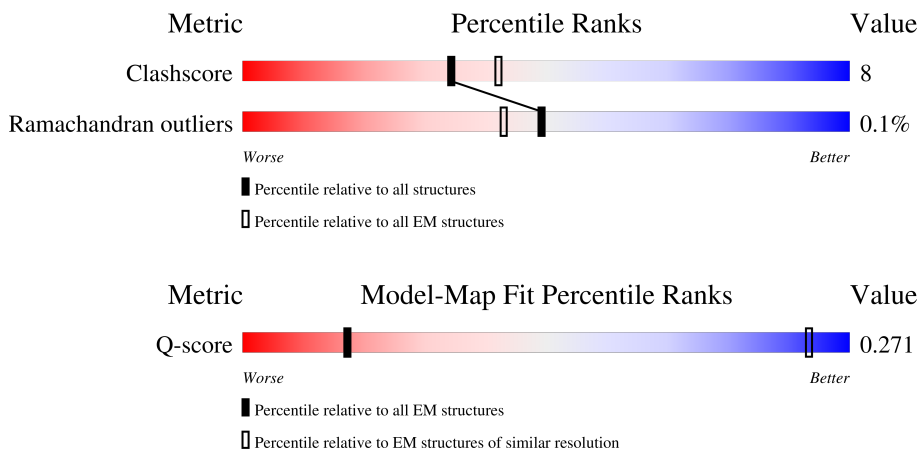 Metric Percentile Ranks Value
Clashscore 8
Ramachandran outliers 0.1%
Worse Better
Percentile relative to all structures
Percentile relative to all EM structures
Metric Model-Map Fit Percentile Ranks Value
Q-score 0.271
Worse Better
Percentile relative to all EM structures
Percentile relative to EM structures of similar resolution